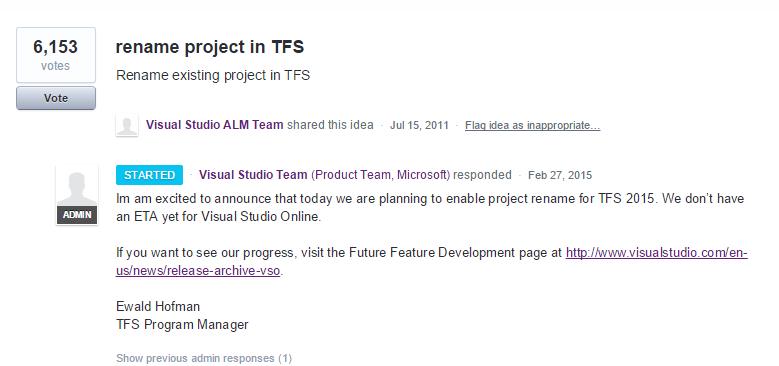 6,153
votes
Vote
rename project in TFS
Rename existing project in TFS
Visual Studio ALM Team shared this idea · Jul 15, 2011 · Flag idea as inappropriate…
ADMIN
STARTED · Visual Studio Team (Product Team, Microsoft) responded · Feb 27, 2015
Im am excited to announce that today we are planning to enable project rename for TFS 2015. We don’t have
an ETA yet for Visual Studio Online.
If you want to see our progress, visit the Future Feature Development page at http://www.visualstudio.com/en-
us/news/release-archive-vso.
Ewald Hofman
TFS Program Manager
Show previous admin responses (1)